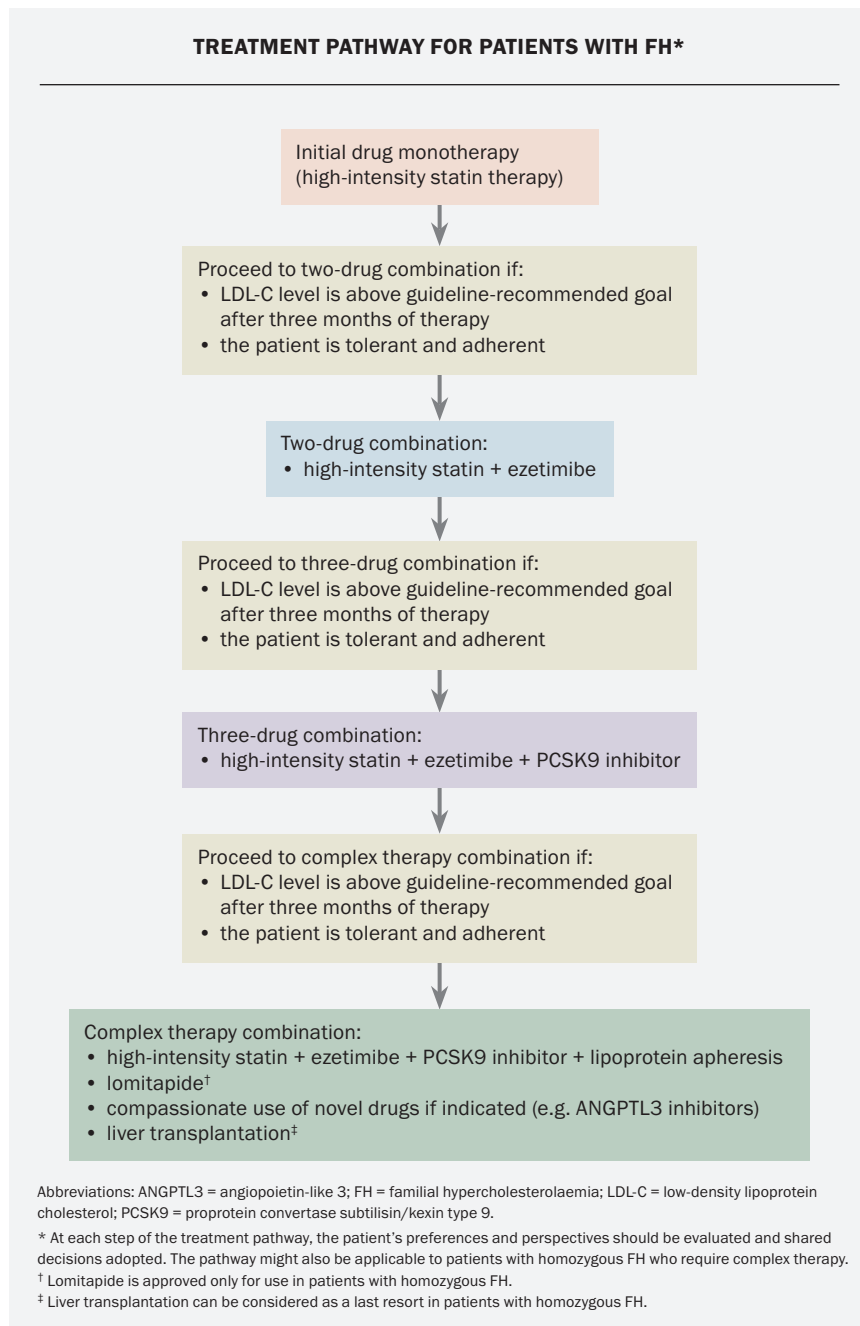 TREATMENT PATHWAY FOR PATIENTS WITH FH*
Initial drug monotherapy
(high-intensity statin therapy)
Proceed to two-drug combination if:
• LDL-C level is above guideline-recommended goal
after three months of therapy
• the patient is tolerant and adherent
Two-drug combination:
• high-intensity statin + ezetimibe
Proceed to three-drug combination if:
• LDL-C level is above guideline-recommended goal
after three months of therapy
• the patient is tolerant and adherent
Three-drug combination:
• high-intensity statin + ezetimibe + PCSK9 inhibitor
Proceed to complex therapy combination if:
• LDL-C level is above guideline-recommended goal
after three months of therapy
• the patient is tolerant and adherent
Complex therapy combination:
• high-intensity statin + ezetimibe + PCSK9 inhibitor + lipoprotein apheresis
• lomitapide†
• compassionate use of novel drugs if indicated (e.g. ANGPTL3 inhibitors)
• liver transplantation‡
Abbreviations: ANGPTL3 = angiopoietin-like 3; FH = familial hypercholesterolaemia; LDL-C = low-density lipoprotein
cholesterol; PCSK9 = proprotein convertase subtilisin/kexin type 9.
* At each step of the treatment pathway, the patient’s preferences and perspectives should be evaluated and shared
decisions adopted. The pathway might also be applicable to patients with homozygous FH who require complex therapy.
† Lomitapide is approved only for use in patients with homozygous FH.
‡ Liver transplantation can be considered as a last resort in patients with homozygous FH.